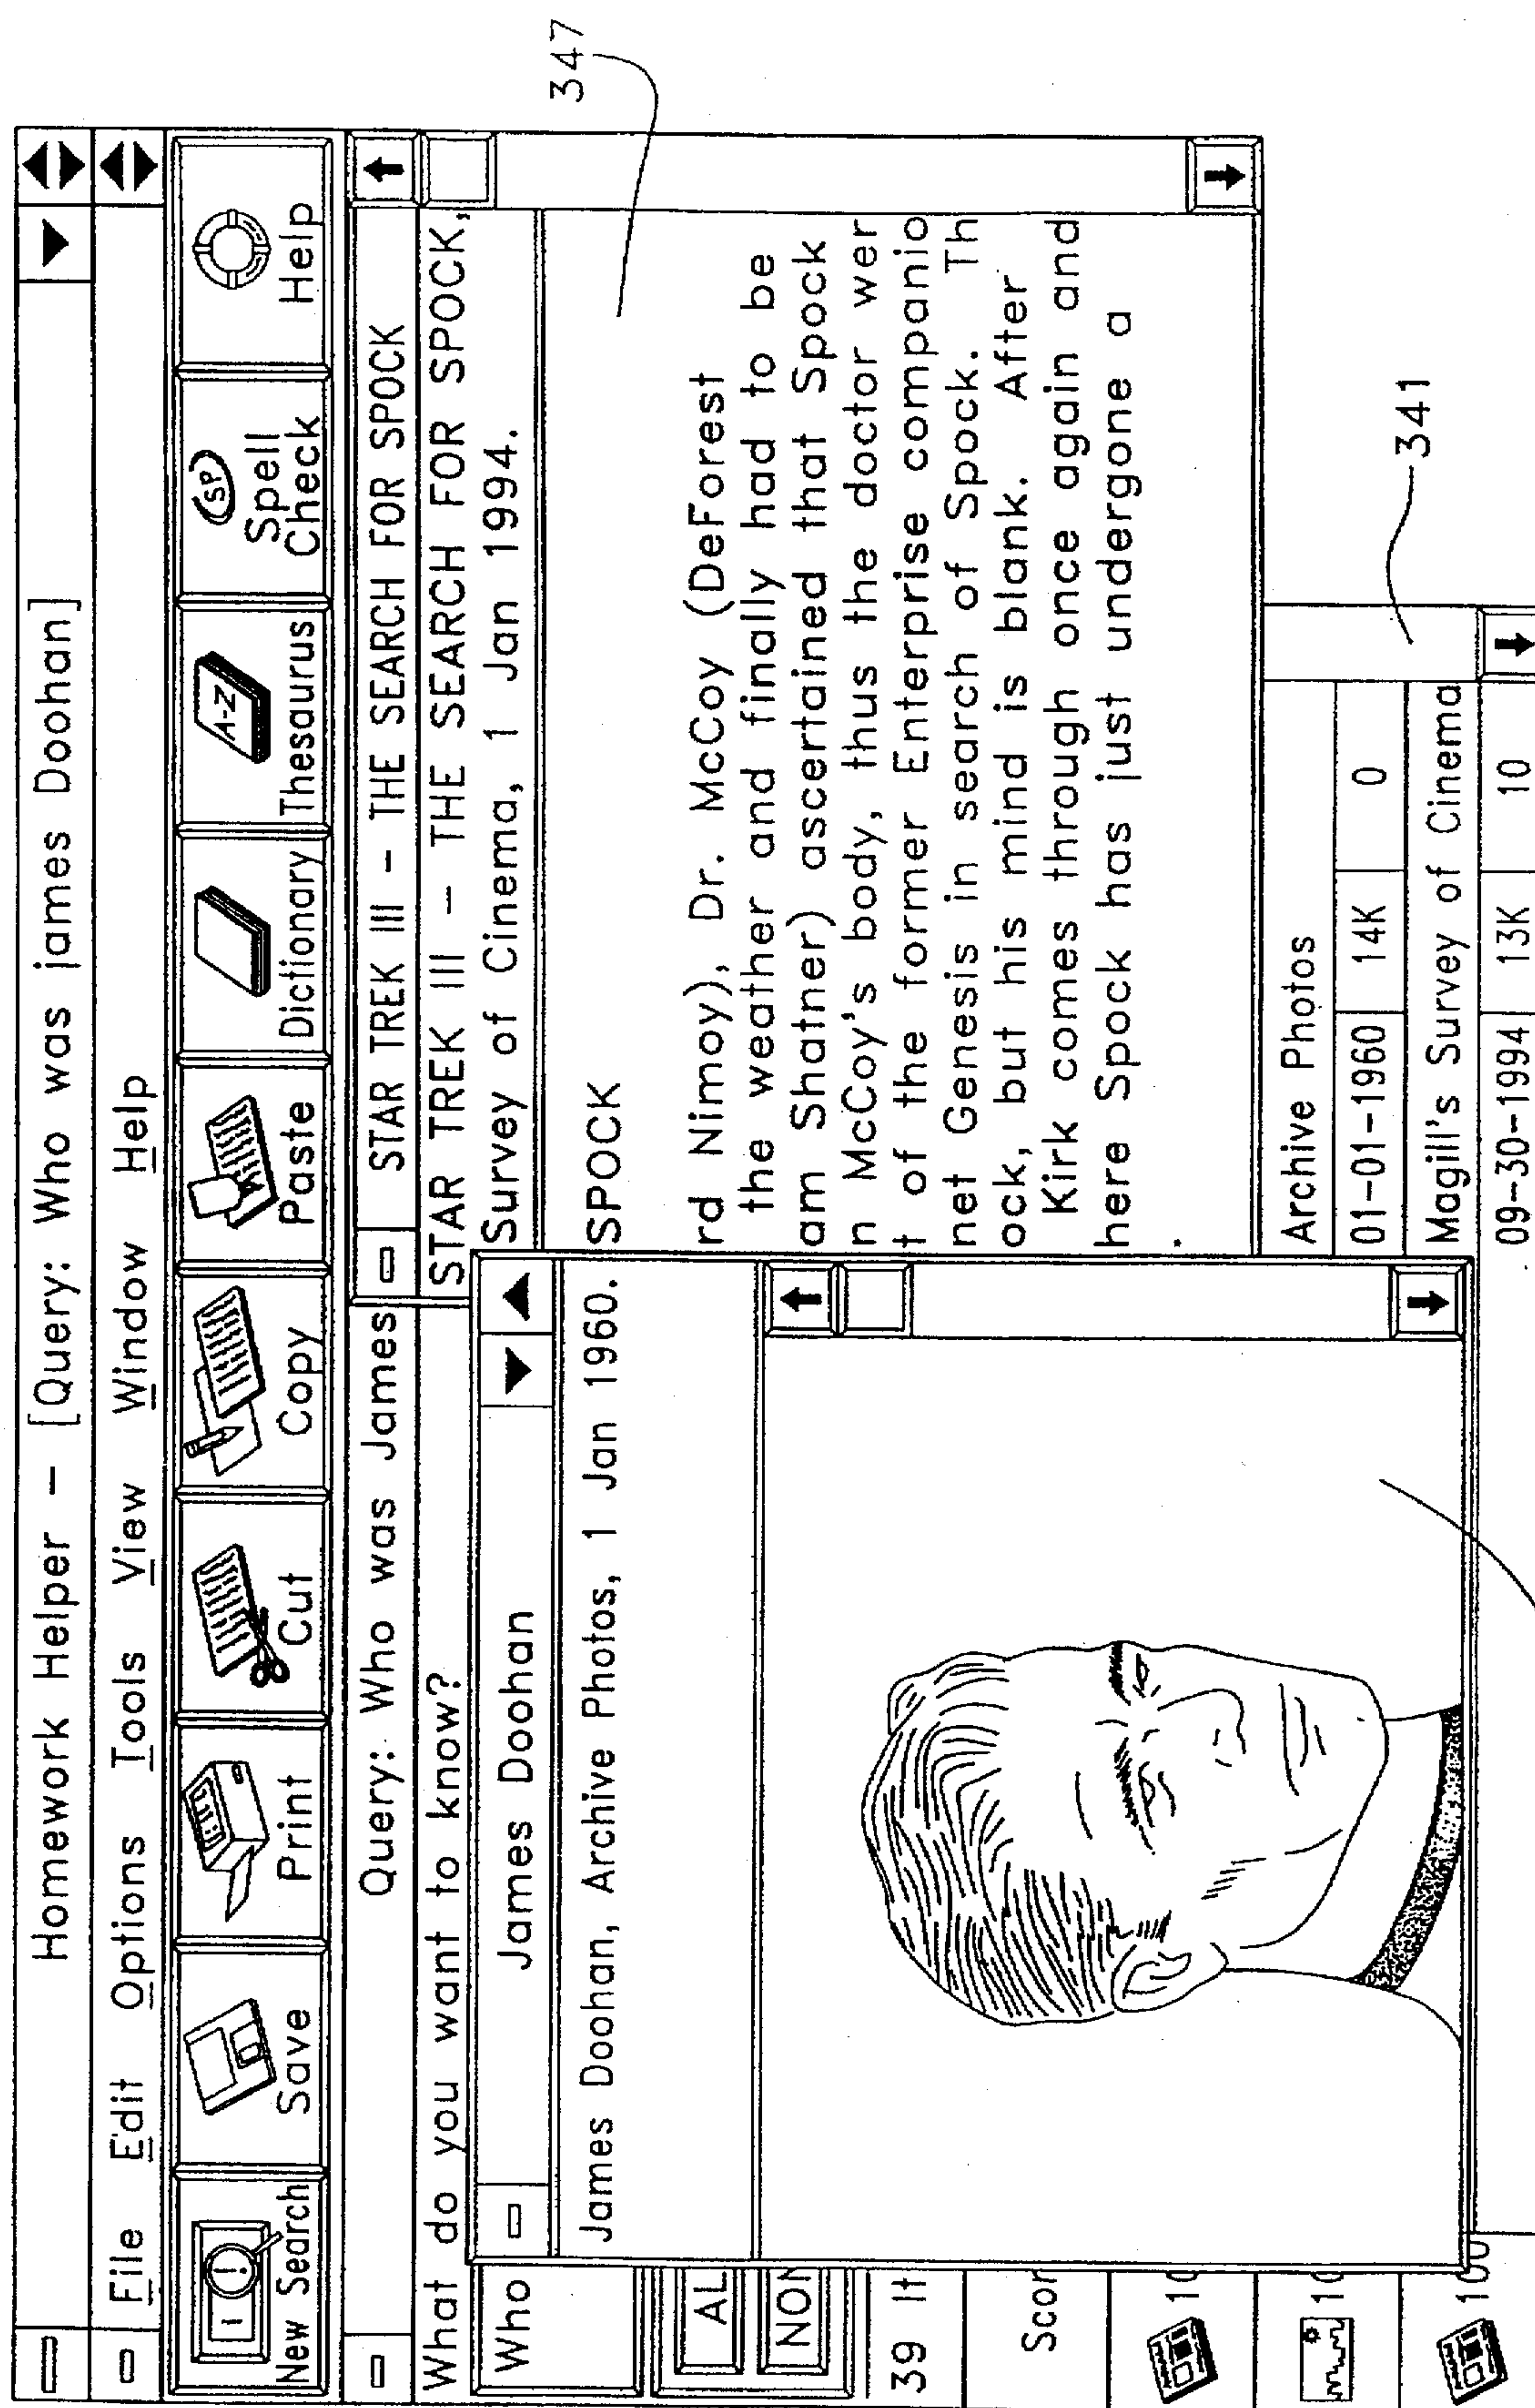 Homework Helper — [Query: Who was james Doohan]
File Edit Options Tools View Window Help
New Search Save Print Cut Copy Paste Dictionary Thesaurus Spell Check Help
A-Z
SP
Query: Who was James
STAR TREK III - THE SEARCH FOR SPOCK
What do you want to know?
STAR TREK III — THE SEARCH FOR SPOCK,
Survey of Cinema, 1 Jan 1994.
347
Who
James Doohan
James Doohan, Archive Photos, 1 Jan 1960.
SPOCK
rd Nimoy), Dr. McCoy (DeForest
the weather and finally had to be
am Shatner) ascertained that Spock
n McCoy's body, thus the doctor wer
t of the former Enterprise companio
net Genesis in search of Spock. Th
ock, but his mind is blank. After
Kirk comes through once again and
here Spock has just undergone a
.
AL
NON
39 It
Scor
10 Archive Photos
10 01-01-1960 14K 0
341
Magill's Survey of Cinema
100 09-30-1994 13K 10